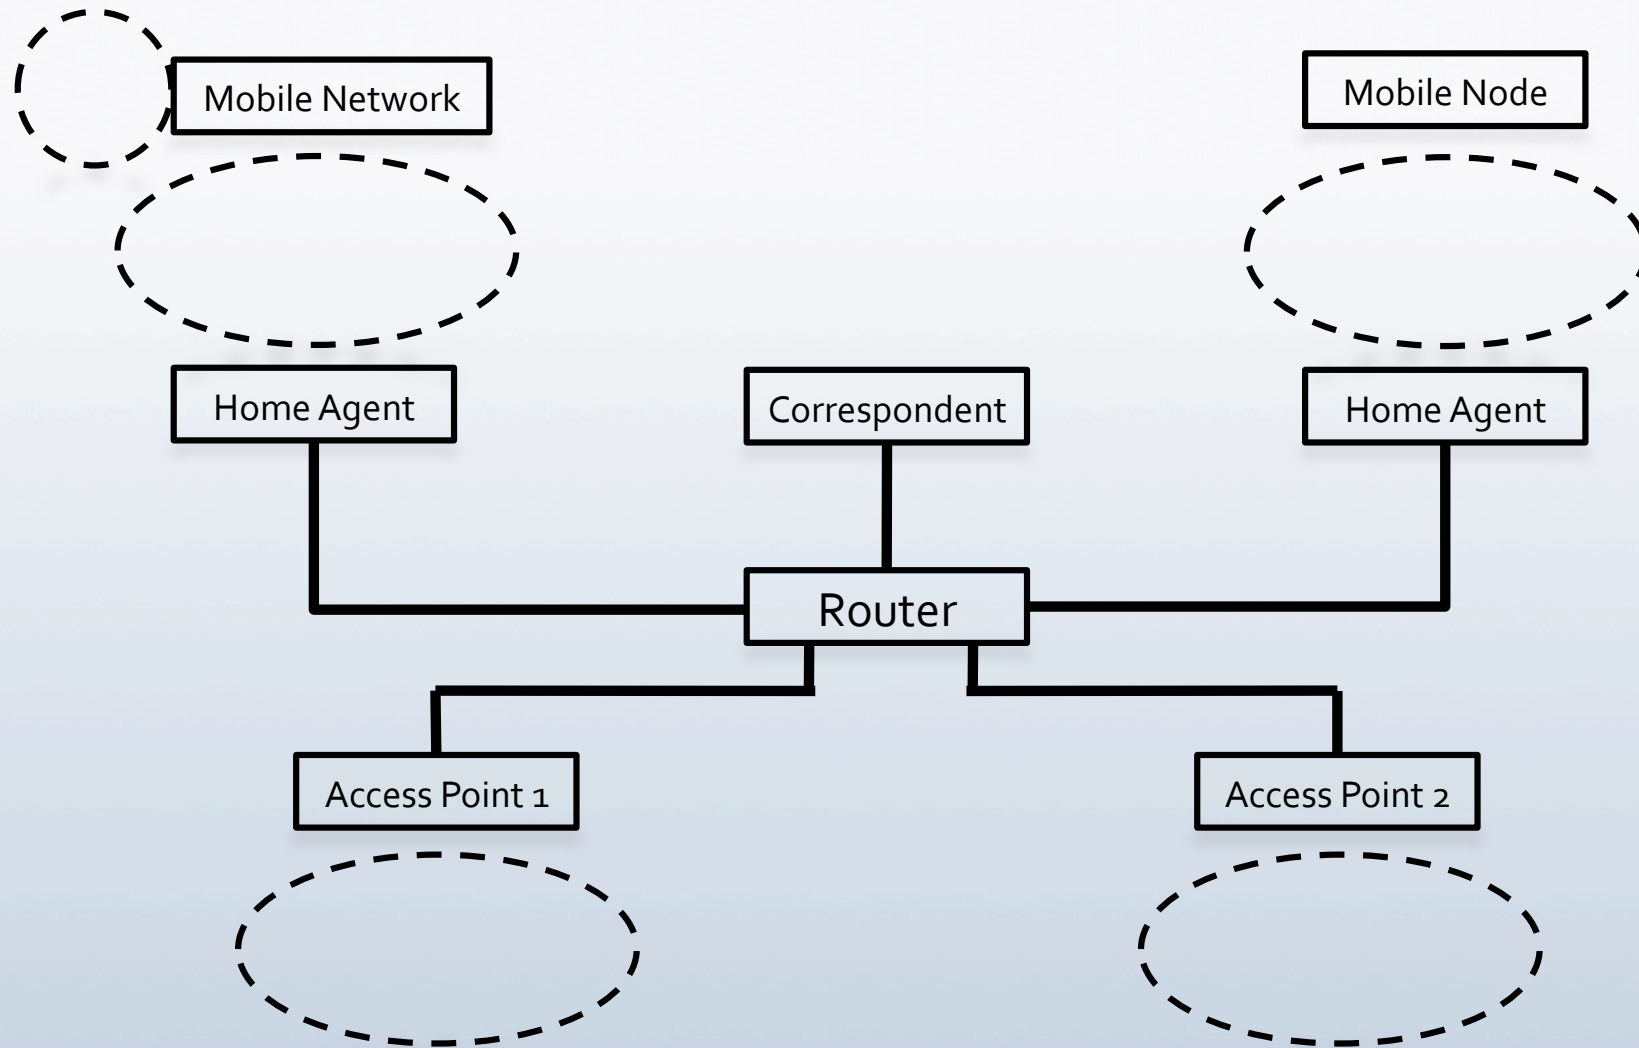 Mobile Network
Mobile Node
Home Agent
Correspondent
Home Agent
Router
Access Point 1
Access Point 2